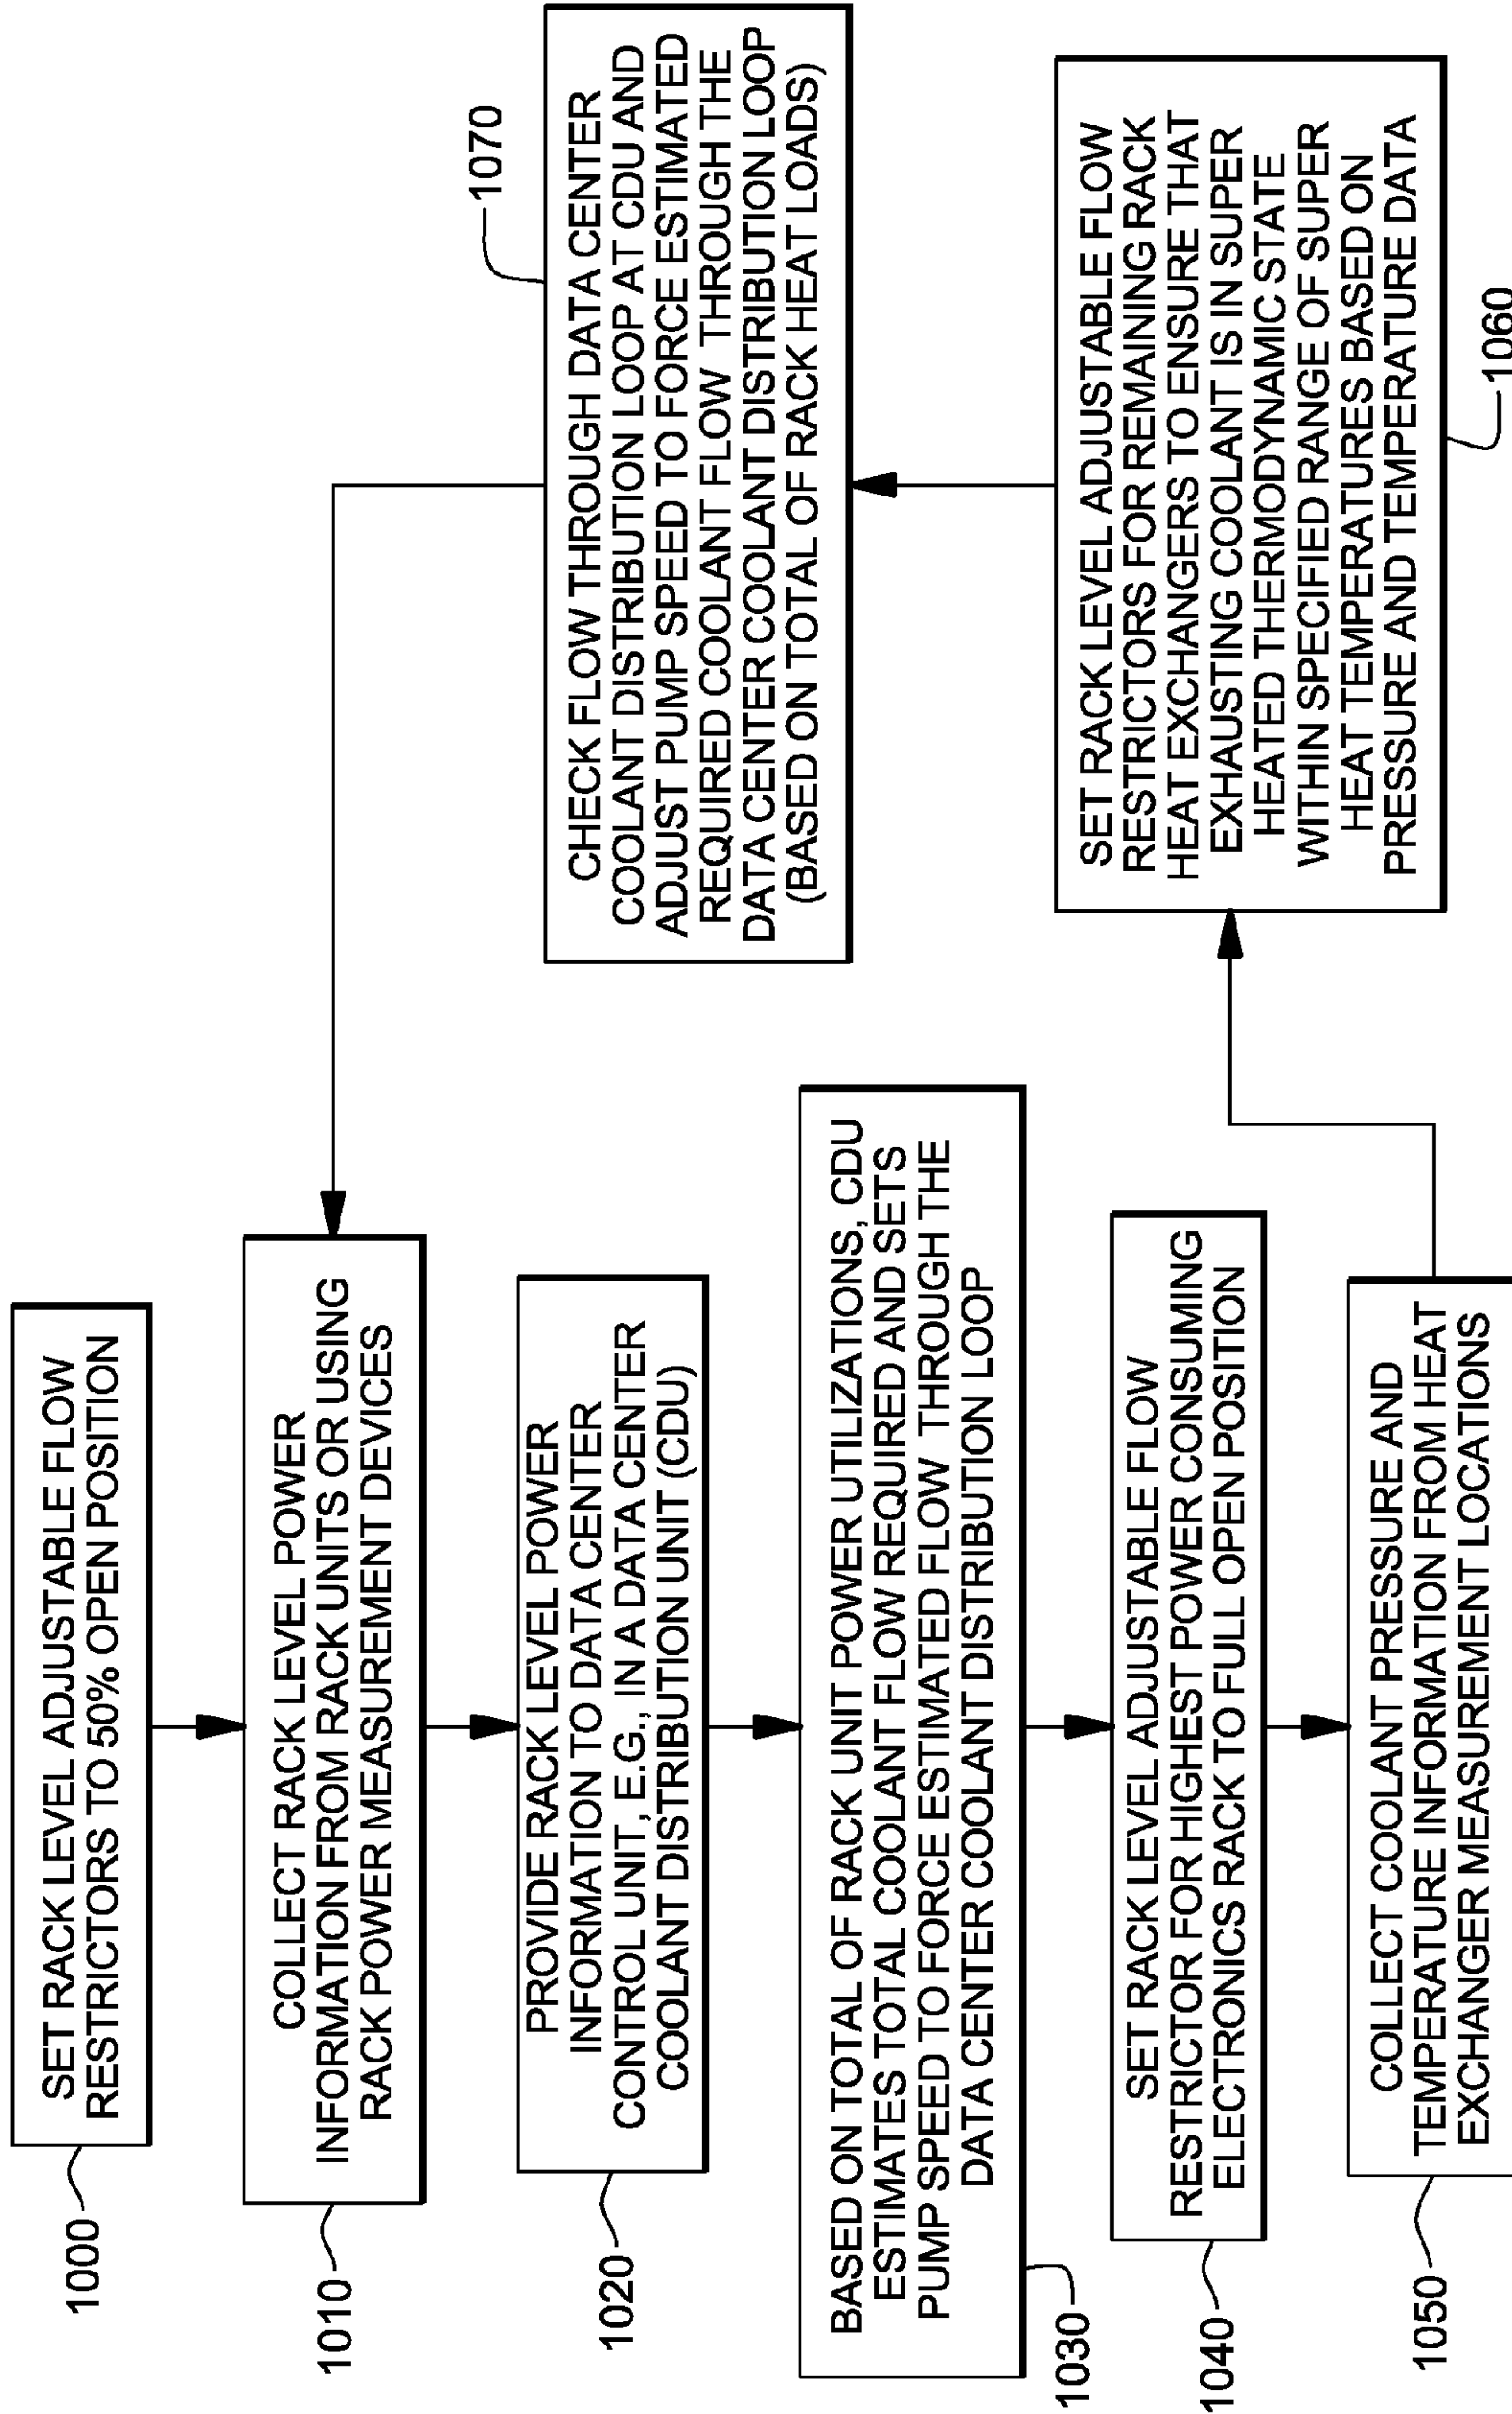 1000
SET RACK LEVEL ADJUSTABLE FLOW
RESTRICTORS TO 50% OPEN POSITION
1010
COLLECT RACK LEVEL POWER
INFORMATION FROM RACK UNITS OR USING
RACK POWER MEASUREMENT DEVICES
1020
PROVIDE RACK LEVEL POWER
INFORMATION TO DATA CENTER
CONTROL UNIT, E.G., IN A DATA CENTER
COOLANT DISTRIBUTION UNIT (CDU)
BASED ON TOTAL OF RACK UNIT POWER UTILIZATIONS, CDU
ESTIMATES TOTAL COOLANT FLOW REQUIRED AND SETS
PUMP SPEED TO FORCE ESTIMATED FLOW THROUGH THE
DATA CENTER COOLANT DISTRIBUTION LOOP
1030
1040
SET RACK LEVEL ADJUSTABLE FLOW
RESTRICTOR FOR HIGHEST POWER CONSUMING
ELECTRONICS RACK TO FULL OPEN POSITION
1050
COLLECT COOLANT PRESSURE AND
TEMPERATURE INFORMATION FROM HEAT
EXCHANGER MEASUREMENT LOCATIONS
SET RACK LEVEL ADJUSTABLE FLOW
RESTRICTORS FOR REMAINING RACK
HEAT EXCHANGERS TO ENSURE THAT
EXHAUSTING COOLANT IS IN SUPER
HEATED THERMODYNAMIC STATE
WITHIN SPECIFIED RANGE OF SUPER
HEAT TEMPERATURES BASED ON
PRESSURE AND TEMPERATURE DATA
1060
1070
CHECK FLOW THROUGH DATA CENTER
COOLANT DISTRIBUTION LOOP AT CDU AND
ADJUST PUMP SPEED TO FORCE ESTIMATED
REQUIRED COOLANT FLOW THROUGH THE
DATA CENTER COOLANT DISTRIBUTION LOOP
(BASED ON TOTAL OF RACK HEAT LOADS)